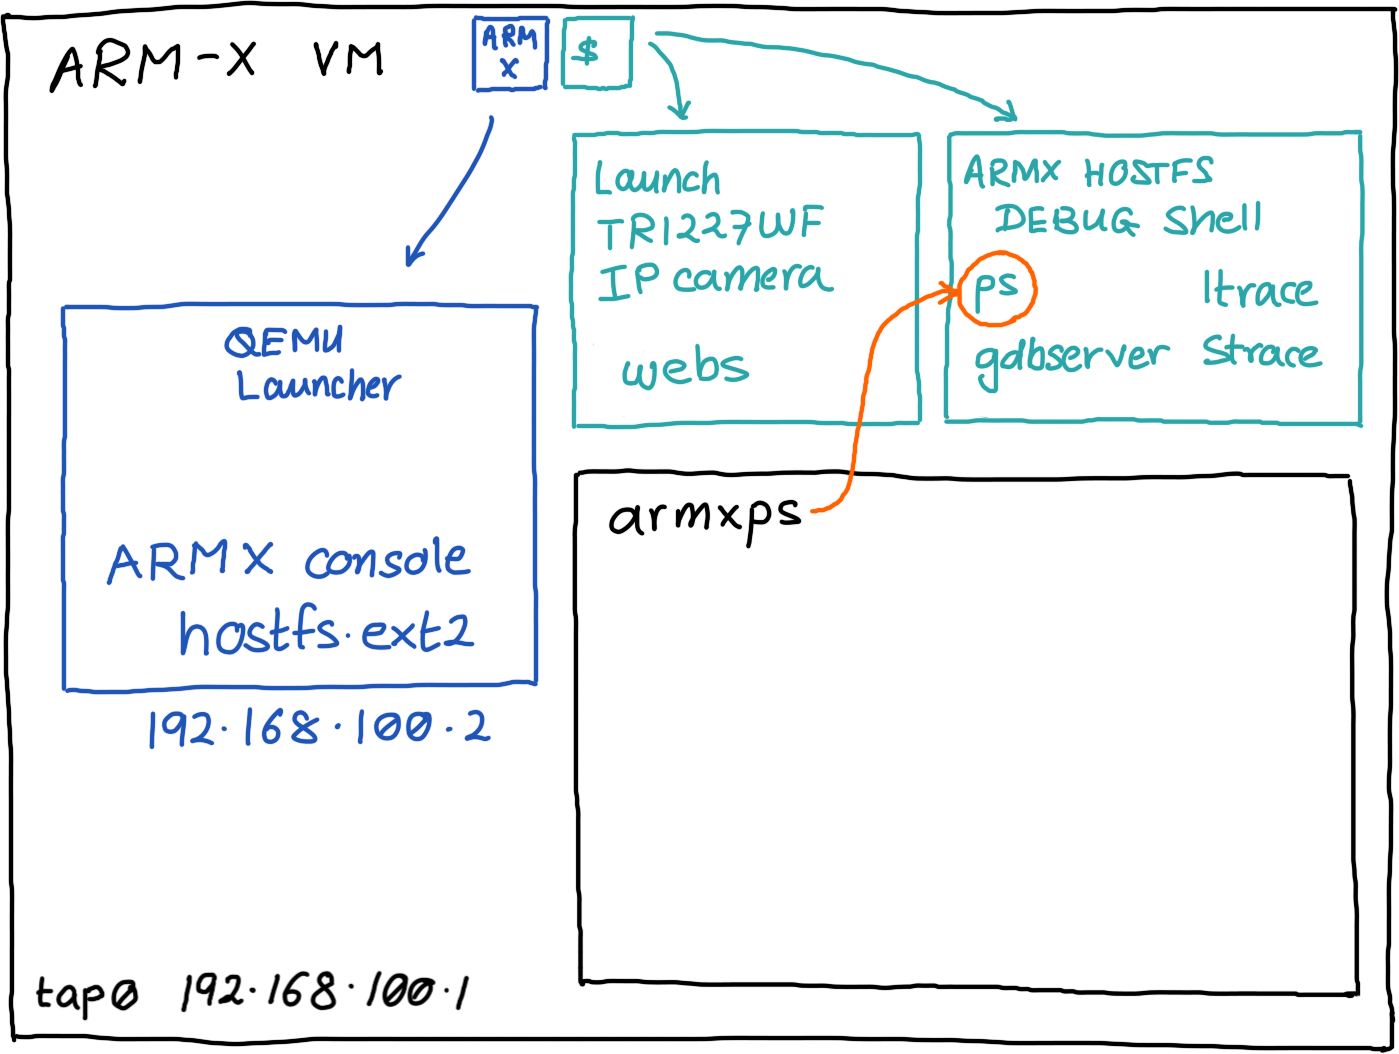 ARM-X VM
ARM
X
$
Launch
TR1227WF
IP camera
webs
ARMX HOSTFS
DEBUG Shell
ps ltrace
gdbserver Strace
QEMU
Launcher
ARMX console
hostfs.ext2
192.168.100.2
armxps
tap0 192.168.100.1